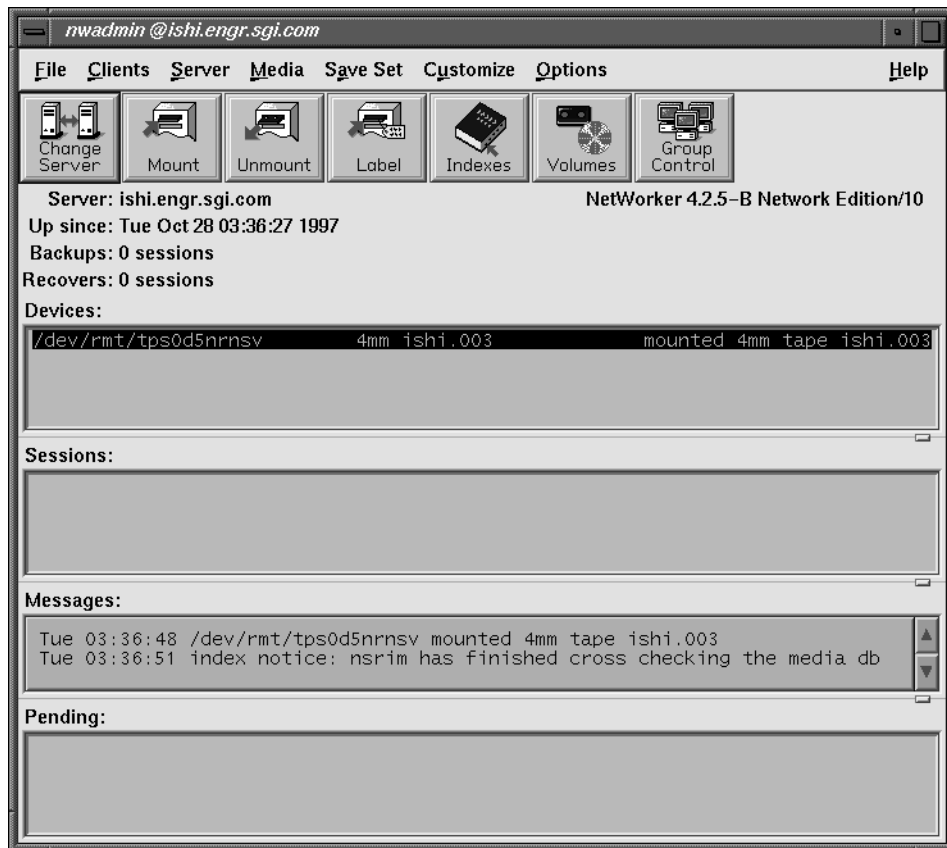 nwadmin @ishi.engr.sgi.com
File Clients Server Media Save Set Customize Options Help
Change Server
Mount
Unmount
Label
Indexes
Volumes
Group Control
Server: ishi.engr.sgi.com NetWorker 4.2.5-B Network Edition/10
Up since: Tue Oct 28 03:36:27 1997
Backups: 0 sessions
Recovers: 0 sessions
Devices:
/dev/rmt/tps0d5nrnsv 4mm ishi.003 mounted 4mm tape ishi.003
Sessions:
Messages:
Tue 03:36:48 /dev/rmt/tps0d5nrnsv mounted 4mm tape ishi.003
Tue 03:36:51 index notice: nsrim has finished cross checking the media db
Pending: